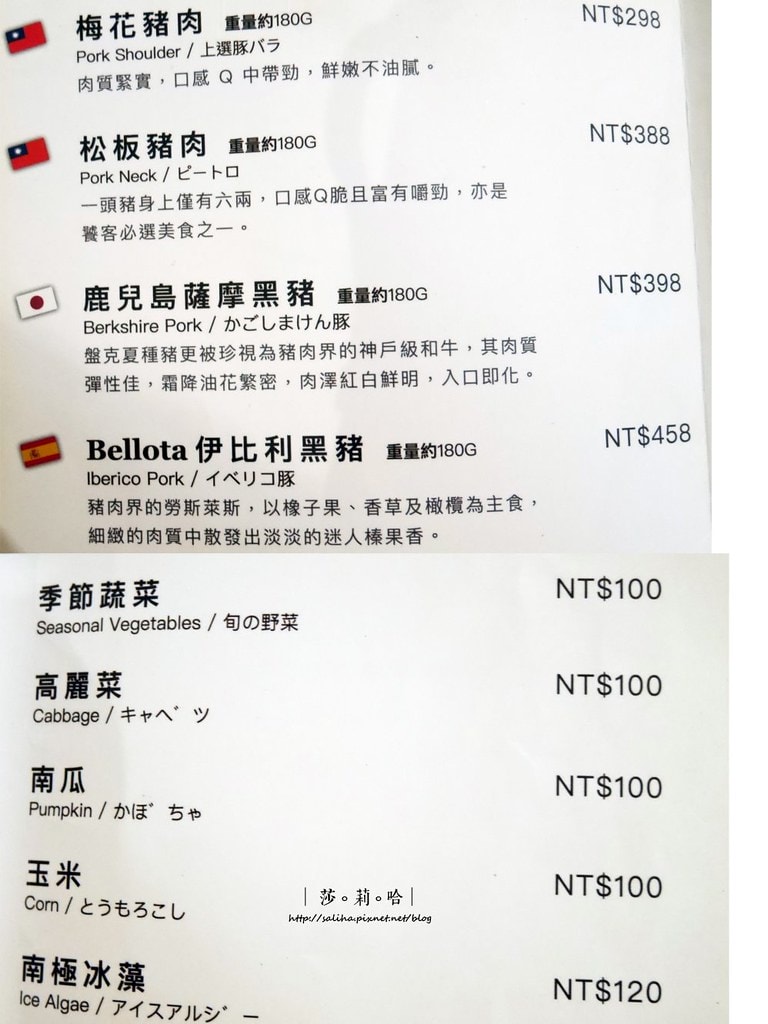 梅花豬肉 重量約180G NT$298
Pork Shoulder / 上選豚バラ
肉質緊實，口感 Q 中帶勁，鮮嫩不油膩。
松板豬肉 重量約180G NT$388
Pork Neck / ピートロ
一頭豬身上僅有六兩，口感Q脆且富有嚼勁，亦是
饕客必選美食之一。
鹿兒島薩摩黑豬 重量約180G NT$398
Berkshire Pork / かごしまけん豚
盤克夏種豬更被珍視為豬肉界的神戶級和牛，其肉質
彈性佳，霜降油花繁密，肉澤紅白鮮明，入口即化。
Bellota 伊比利黑豬 重量約180G NT$458
Iberico Pork / イベリコ豚
豬肉界的勞斯萊斯，以橡子果、香草及橄欖為主食，
細緻的肉質中散發出淡淡的迷人榛果香。
季節蔬菜 NT$100
Seasonal Vegetables / 旬の野菜
高麗菜 NT$100
Cabbage / キャヘ゛ツ
南瓜 NT$100
Pumpkin / かぼ゛ちゃ
玉米 NT$100
Corn / とうもろこし
｜莎。莉。哈｜
http://saliha.pixnet.net/blog
南極冰藻 NT$120
Ice Algae / アイスアルシ゛ー